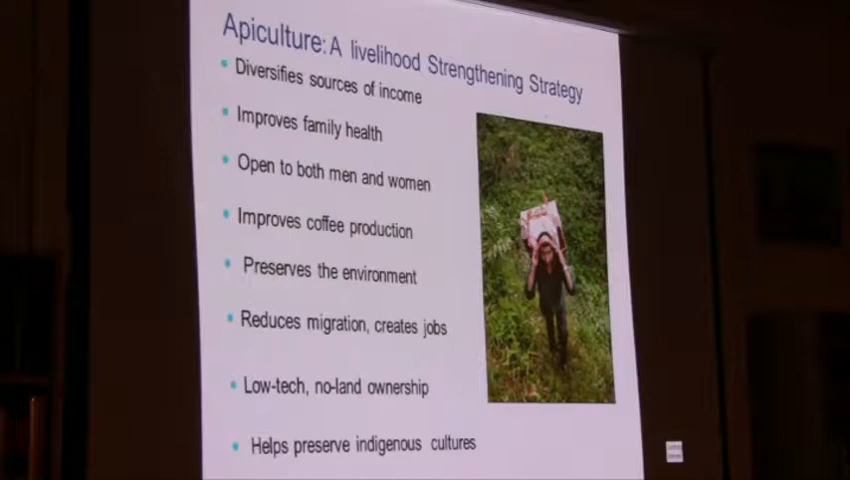 Apiculture: A livelihood Strengthening Strategy
Diversifies sources of income
Improves family health
Open to both men and women
Improves coffee production
Preserves the environment
Reduces migration, creates jobs
Low-tech, no-land ownership
Helps preserve indigenous cultures